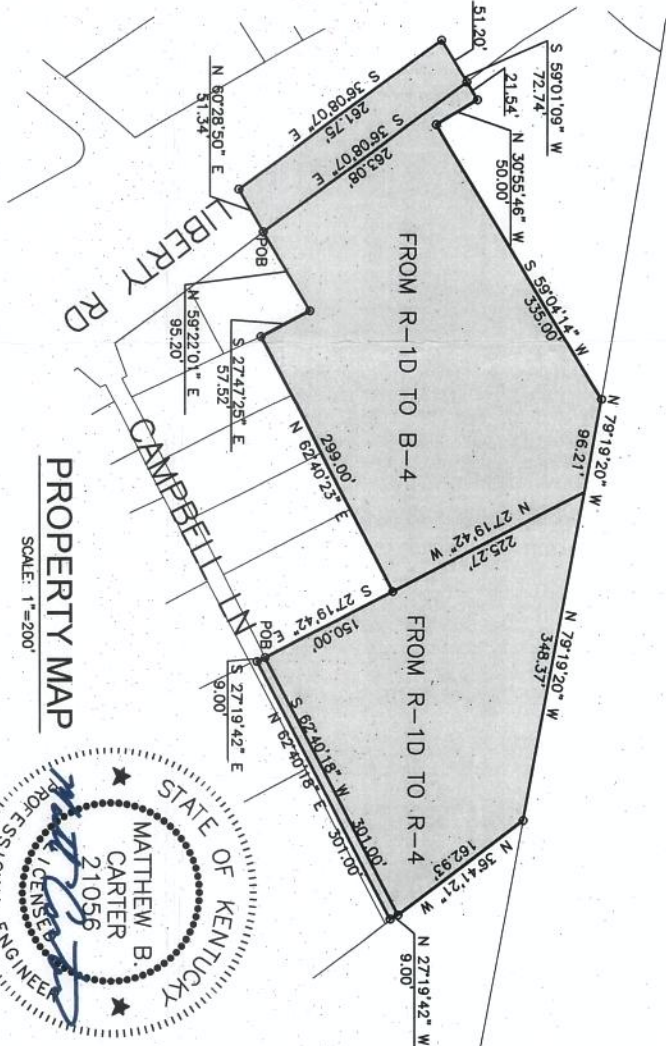 51.20'
S 59°01'09" W
72.74'
21.54'
N 30°55'46" W
50.00'
S 36°08'07" E
261.75'
S 36°08'07" E
263.08'
N 60°28'50" E
51.34'
POB
LIBERTY RD
FROM R-1D TO B-4
S 59°04'14" W
335.00'
N 79°19'20" W
96.21'
N 59°22'01" E
95.20'
S 27°47'25" E
57.52'
299.00'
N 62°40'23" E
N 27°19'42" W
225.27'
N 79°19'20" W
348.37'
FROM R-1D TO R-4
S 27°19'42" E
150.00'
POB
CAMPBELL LN
S 27°19'42" E
9.00'
S 62°40'18" W
301.00'
N 62°40'18" E
301.00'
N 36°41'21" W
162.93'
N 27°19'42" W
9.00'
PROPERTY MAP
SCALE: 1"=200'
STATE OF KENTUCKY
MATTHEW B.
CARTER
21056
LICENSED
PROFESSIONAL ENGINEER
Matt Carter